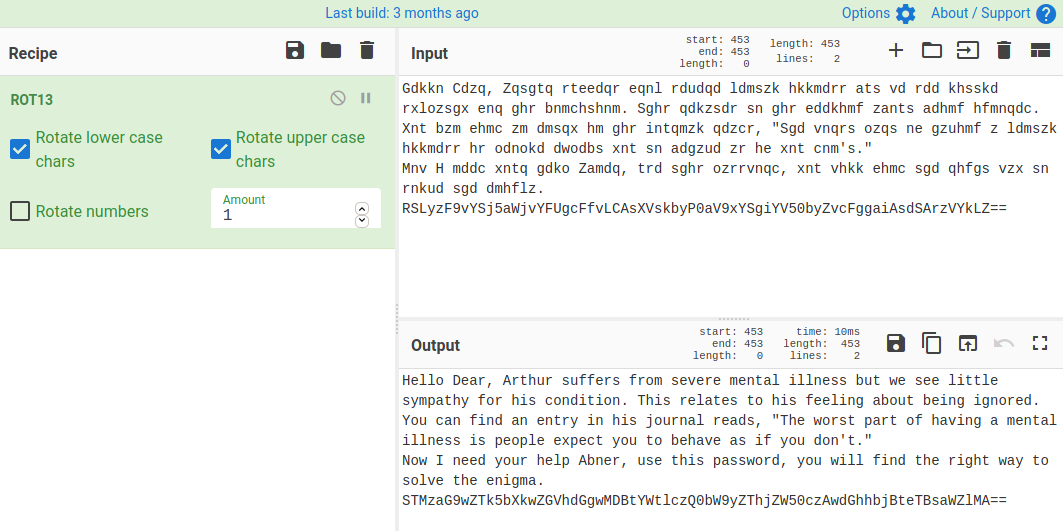 Last build: 3 months ago
Options
About / Support
Recipe
ROT13
Rotate lower case
chars
Rotate upper case
chars
Rotate numbers
Amount
1
Input
start: 453
end: 453
length: 0
length: 453
lines: 2
Gdkkn Cdzq, Zqsgtq rteedqr eqnl rdudqd ldmszk hkkmdrr ats vd rdd khsskd
rxlozsgx enq ghr bnmchshnm. Sghr qdkzsdr sn ghr eddkhmf zants adhmf hfmnqdc.
Xnt bzm ehmc zm dmsqx hm ghr intqmzk qdzcr, "Sgd vnqrs ozqs ne gzuhmf z ldmszk
hkkmdrr hr odnokd dwodbs xnt sn adgzud zr he xnt cnm's."
Mnv H mddc xntq gdko Zamdq, trd sghr ozrrvnqc, xnt vhkk ehmc sgd qhfgs vzx sn
rnkud sgd dmhflz.
RSLyzF9vYSj5aWjvYFUgcFfvLCAsXVskbyP0aV9xYSgiYV50byZvcFggaiAsdSArzVYkLZ==
Output
start: 453
end: 453
length: 0
time: 10ms
length: 453
lines: 2
Hello Dear, Arthur suffers from severe mental illness but we see little
sympathy for his condition. This relates to his feeling about being ignored.
You can find an entry in his journal reads, "The worst part of having a mental
illness is people expect you to behave as if you don't."
Now I need your help Abner, use this password, you will find the right way to
solve the enigma.
STMzaG9wZTk5bXkwZGVhdGgwMDBtYWtlczQ0bW9yZThjZW50czAwdGhhbjBteTBsaWZlMA==